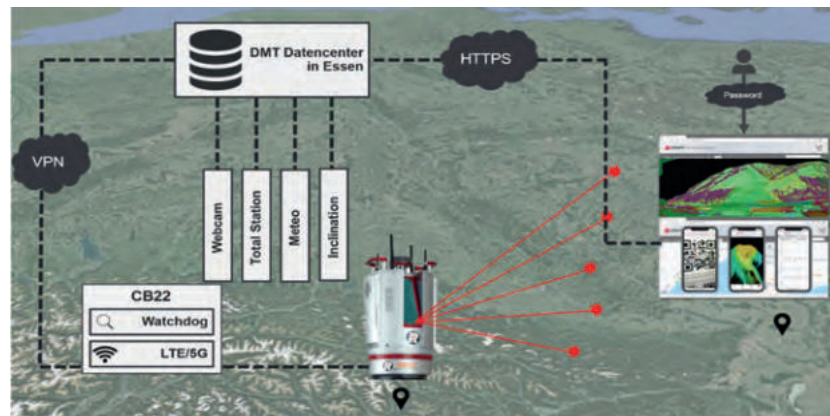 DMT Datencenter
in Essen
HTTPS
Password
VPN
Webcam
Total Station
Meteo
Inclination
CB22
Watchdog
LTE/5G
R